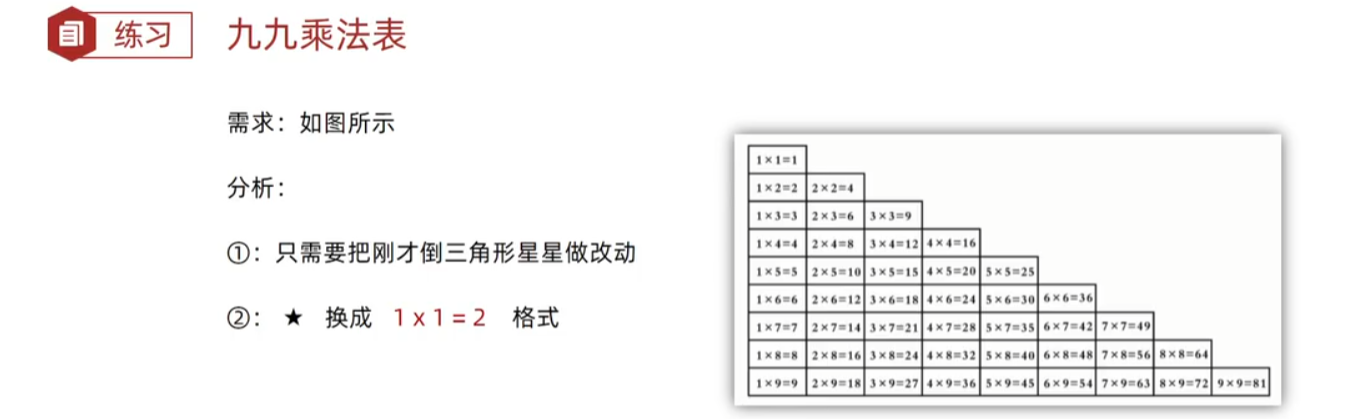 练习 九九乘法表
需求：如图所示
分析：
①：只需要把刚才倒三角形星星做改动
②：★ 换成 1 x 1 = 2 格式
1×1=1
1×2=2 2×2=4
1×3=3 2×3=6 3×3=9
1×4=4 2×4=8 3×4=12 4×4=16
1×5=5 2×5=10 3×5=15 4×5=20 5×5=25
1×6=6 2×6=12 3×6=18 4×6=24 5×6=30 6×6=36
1×7=7 2×7=14 3×7=21 4×7=28 5×7=35 6×7=42 7×7=49
1×8=8 2×8=16 3×8=24 4×8=32 5×8=40 6×8=48 7×8=56 8×8=64
1×9=9 2×9=18 3×9=27 4×9=36 5×9=45 6×9=54 7×9=63 8×9=72 9×9=81